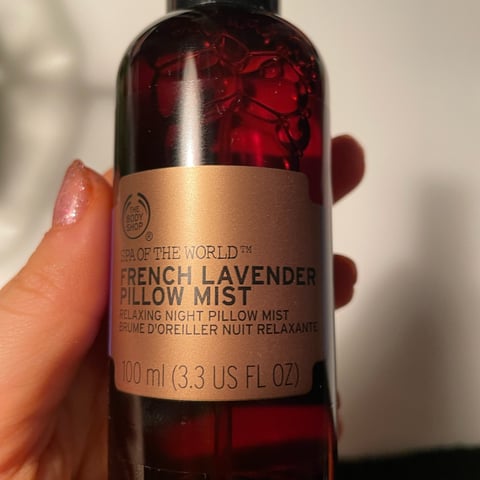 THE
BODY
SHOP
®
SPA OF THE WORLD™
FRENCH LAVENDER
PILLOW MIST
RELAXING NIGHT PILLOW MIST
BRUME D'OREILLER NUIT RELAXANTE
100 ml (3.3 US FL OZ)